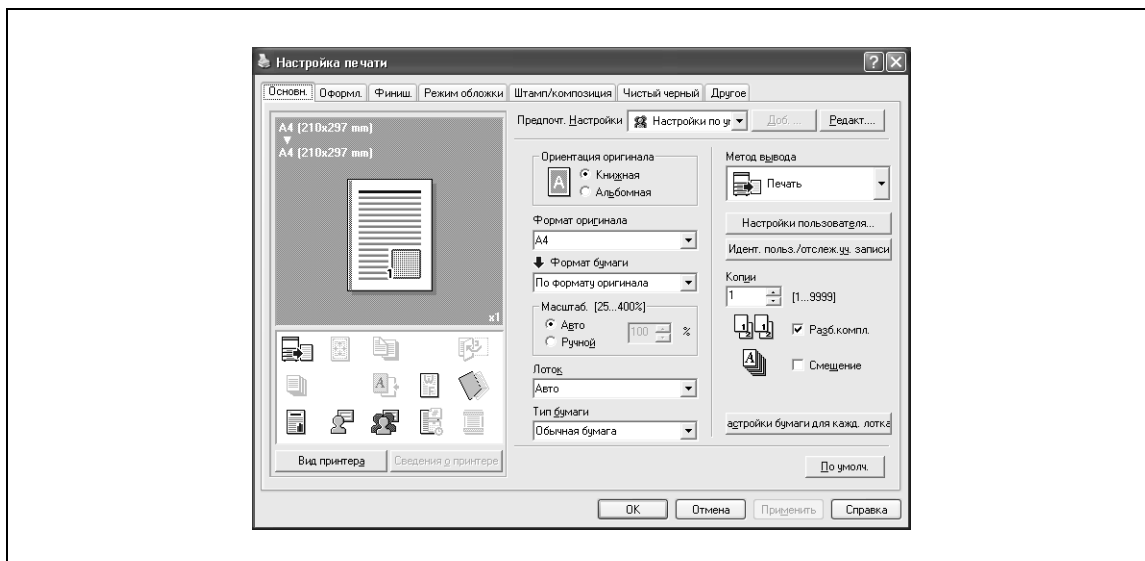 Настройка печати
Основн. Оформл. Финиш. Режим обложки Штамп/композиция Чистый черный Другое
A4 (210x297 mm)
A4 (210x297 mm)
1
x1
Вид принтера Сведения о принтере
Предпочт. Настройки Настройки по у Доб. ... Редакт....
Ориентация оригинала
A Книжная
Альбомная
Формат оригинала
A4
Формат бумаги
По формату оригинала
Масштаб. [25...400%]
Авто
Ручной
100 %
Лоток
Авто
Тип бумаги
Обычная бумага
Метод вывода
Печать
Настройки пользователя...
Идент. польз./отслеж.уч. записи
Копии
1 [1...9999]
Разб.компл.
Смещение
астройки бумаги для кажд. лотка
По умолч.
OK Отмена Применить Справка